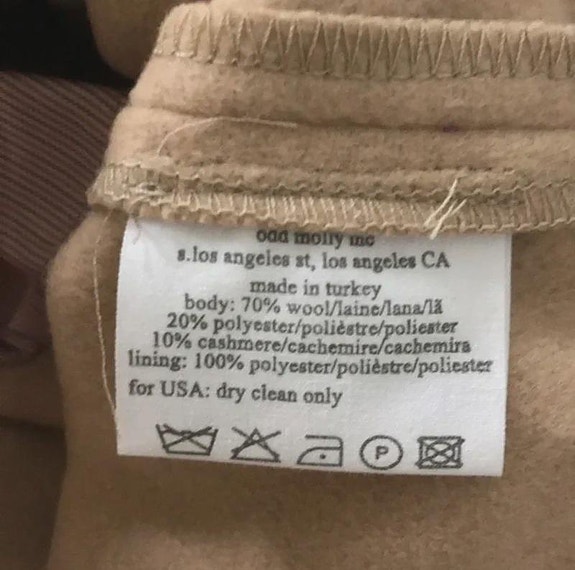 odd molly inc
s.los angeles st, los angeles CA
made in turkey
body: 70% wool/laine/lana/lã
20% polyester/polièstre/poliester
10% cashmere/cachemire/cachemira
lining: 100% polyester/polièstre/poliester
for USA: dry clean only
P